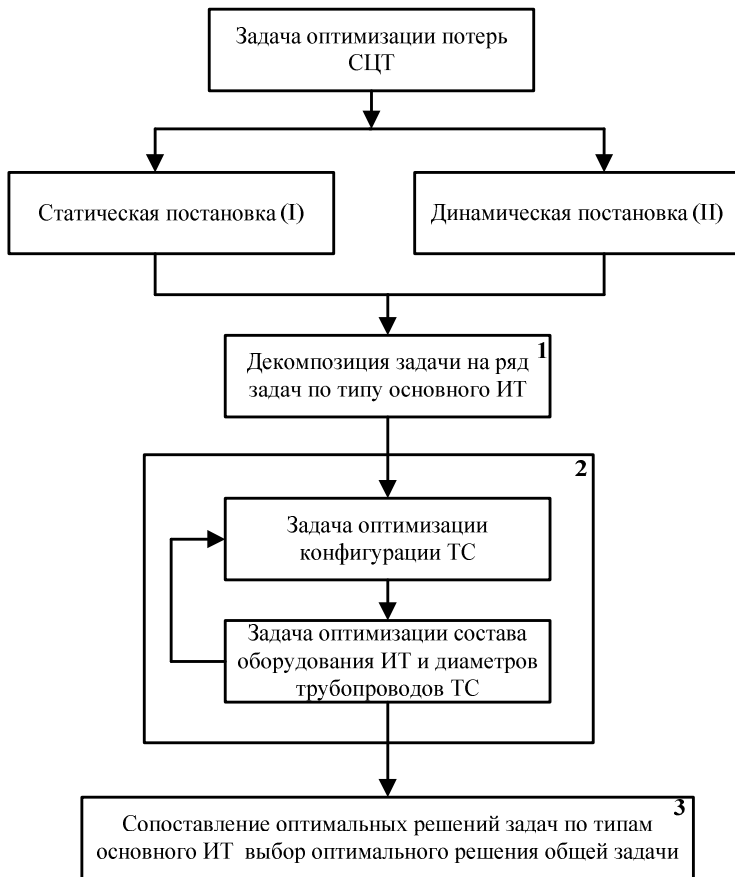 Задача оптимизации потерь
СЦТ
Статическая постановка (I)
Динамическая постановка (II)
1
Декомпозиция задачи на ряд
задач по типу основного ИТ
2
Задача оптимизации
конфигурации ТС
Задача оптимизации состава
оборудования ИТ и диаметров
трубопроводов ТС
3
Сопоставление оптимальных решений задач по типам
основного ИТ выбор оптимального решения общей задачи